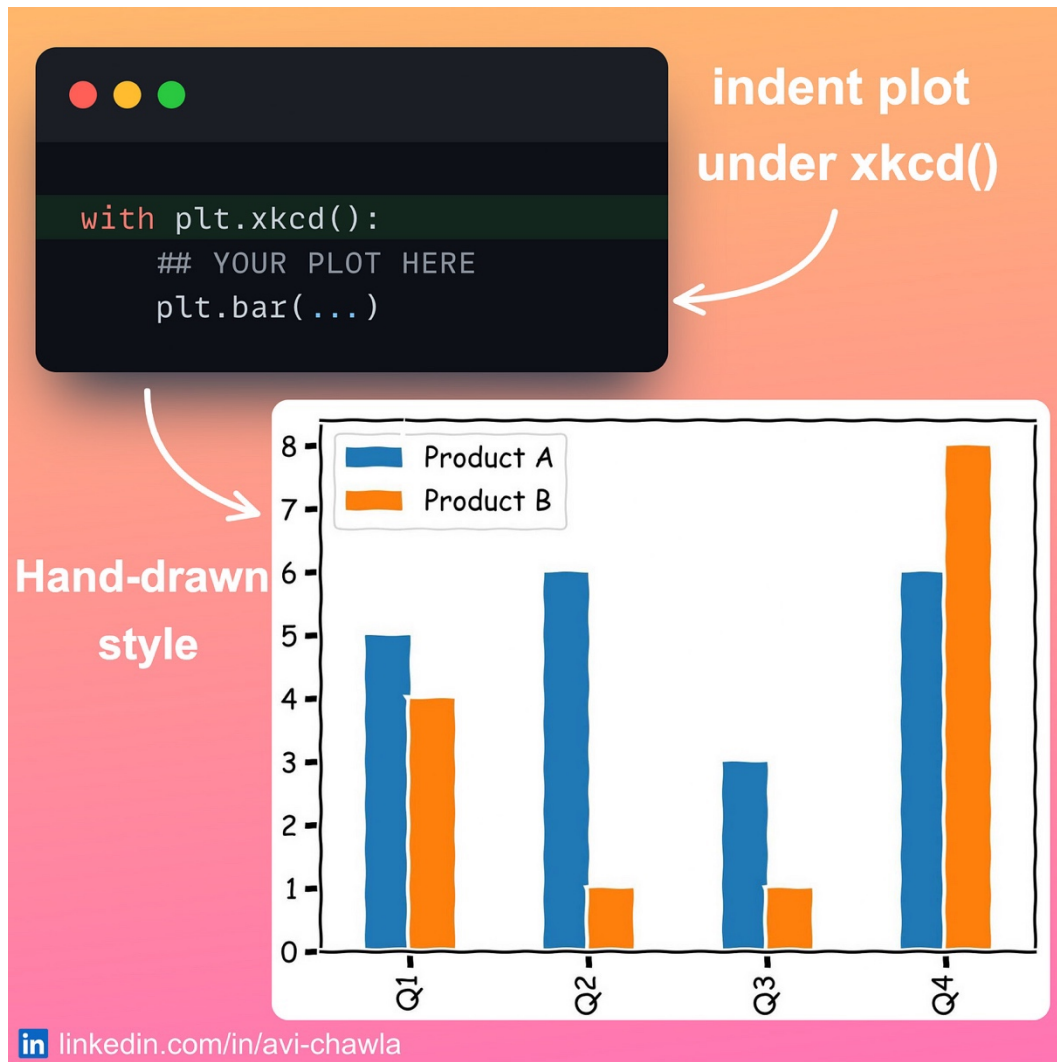 indent plot
under xkcd()
with plt.xkcd():
## YOUR PLOT HERE
plt.bar(...)
Hand-drawn
style
Product A
Product B
8
7
6
5
4
3
2
1
0
Q1
Q2
Q3
Q4
in linkedin.com/in/avi-chawla